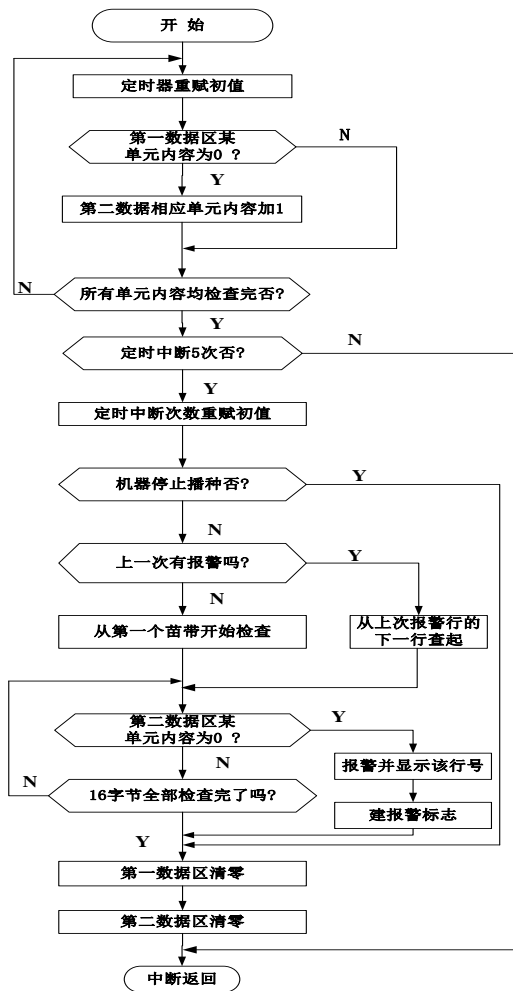 开 始
定时器重赋初值
第一数据区某
单元内容为0 ?
N
Y
第二数据相应单元内容加1
N
所有单元内容均检查完否?
Y
定时中断5次否?
N
Y
定时中断次数重赋初值
机器停止播种否?
Y
N
上一次有报警吗?
Y
N
从第一个苗带开始检查
从上次报警行的
下一行查起
第二数据区某
单元内容为0 ?
Y
N
报警并显示该行号
N
16字节全部检查完了吗?
建报警标志
Y
第一数据区清零
第二数据区清零
中断返回